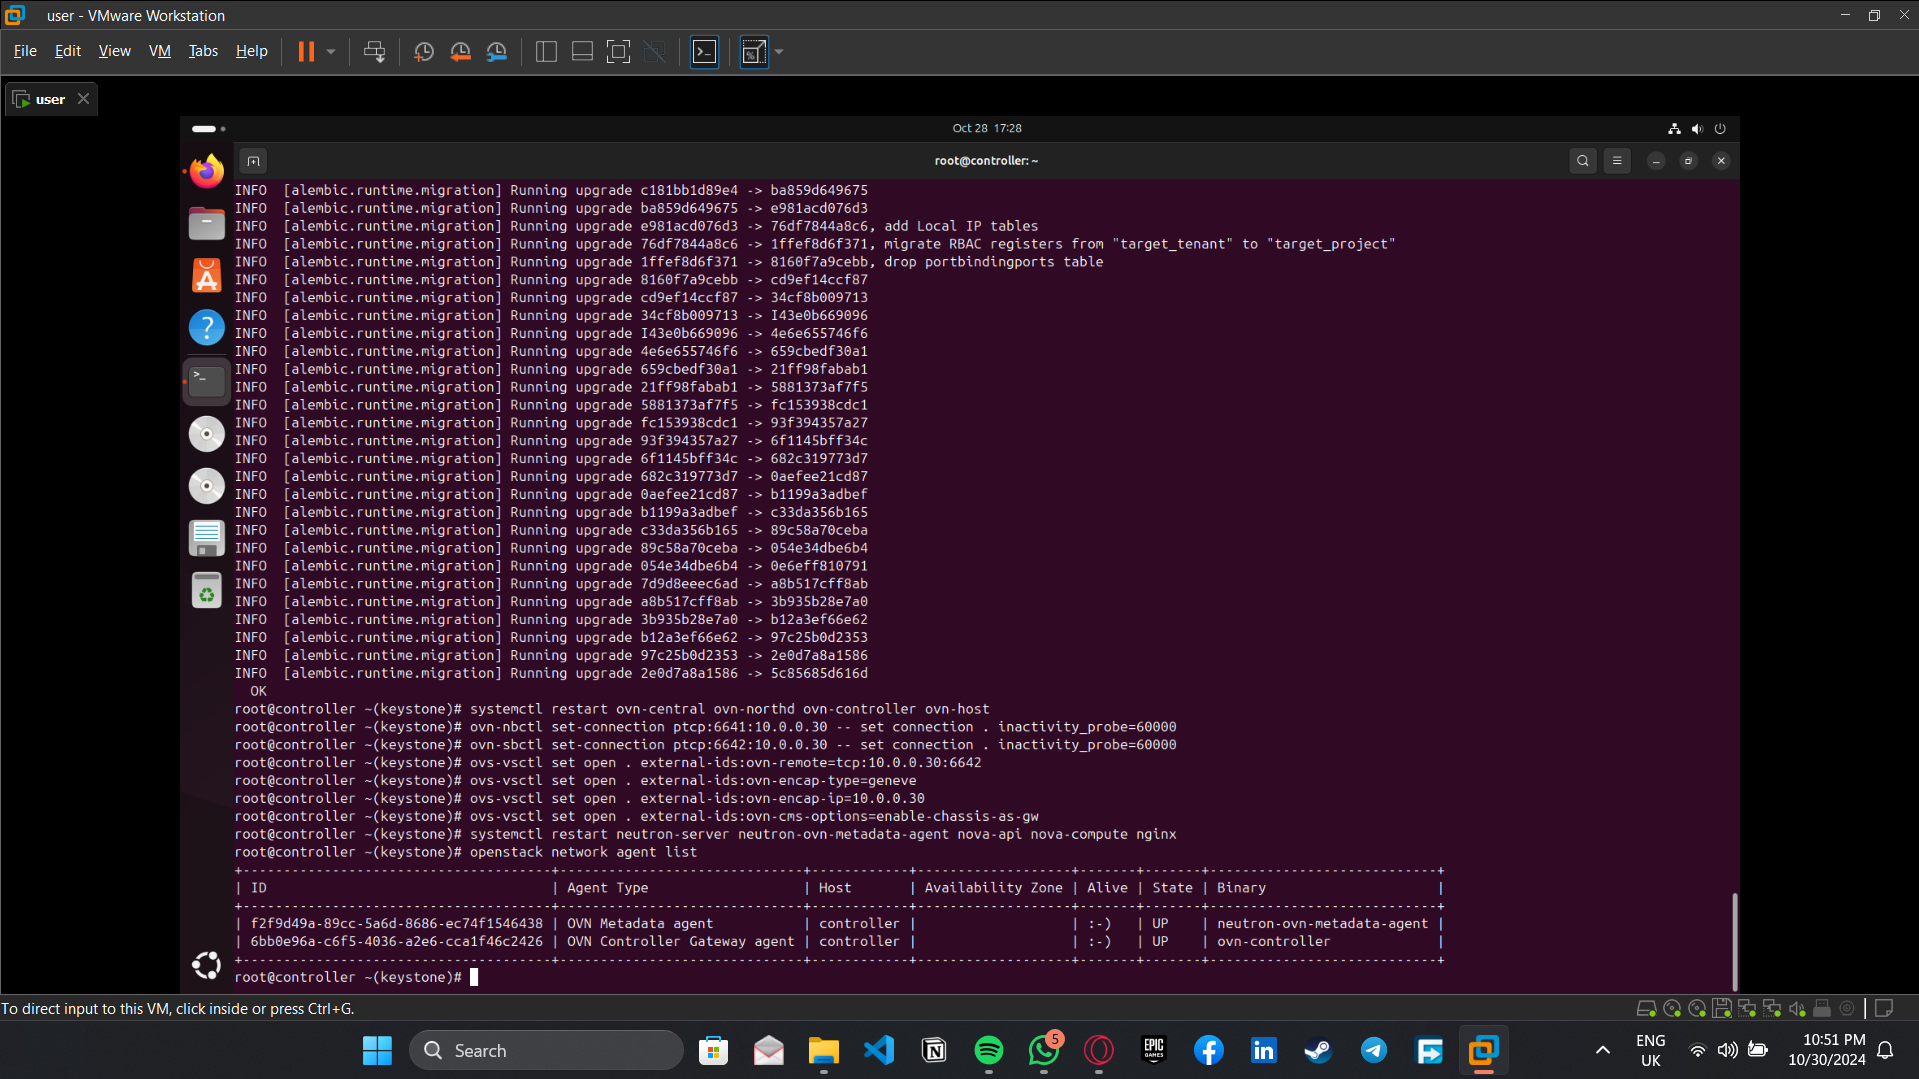 user - VMware Workstation
File Edit View VM Tabs Help
user
Oct 28 17:28
root@controller: ~
INFO  [alembic.runtime.migration] Running upgrade c181bb1d89e4 -> ba859d649675
INFO  [alembic.runtime.migration] Running upgrade ba859d649675 -> e981acd076d3
INFO  [alembic.runtime.migration] Running upgrade e981acd076d3 -> 76df7844a8c6, add Local IP tables
INFO  [alembic.runtime.migration] Running upgrade 76df7844a8c6 -> 1ffef8d6f371, migrate RBAC registers from "target_tenant" to "target_project"
INFO  [alembic.runtime.migration] Running upgrade 1ffef8d6f371 -> 8160f7a9cebb, drop portbindingports table
INFO  [alembic.runtime.migration] Running upgrade 8160f7a9cebb -> cd9ef14ccf87
INFO  [alembic.runtime.migration] Running upgrade cd9ef14ccf87 -> 34cf8b009713
INFO  [alembic.runtime.migration] Running upgrade 34cf8b009713 -> I43e0b669096
INFO  [alembic.runtime.migration] Running upgrade I43e0b669096 -> 4e6e655746f6
INFO  [alembic.runtime.migration] Running upgrade 4e6e655746f6 -> 659cbedf30a1
INFO  [alembic.runtime.migration] Running upgrade 659cbedf30a1 -> 21ff98fabab1
INFO  [alembic.runtime.migration] Running upgrade 21ff98fabab1 -> 5881373af7f5
INFO  [alembic.runtime.migration] Running upgrade 5881373af7f5 -> fc153938cdc1
INFO  [alembic.runtime.migration] Running upgrade fc153938cdc1 -> 93f394357a27
INFO  [alembic.runtime.migration] Running upgrade 93f394357a27 -> 6f1145bff34c
INFO  [alembic.runtime.migration] Running upgrade 6f1145bff34c -> 682c319773d7
INFO  [alembic.runtime.migration] Running upgrade 682c319773d7 -> 0aefee21cd87
INFO  [alembic.runtime.migration] Running upgrade 0aefee21cd87 -> b1199a3adbef
INFO  [alembic.runtime.migration] Running upgrade b1199a3adbef -> c33da356b165
INFO  [alembic.runtime.migration] Running upgrade c33da356b165 -> 89c58a70ceba
INFO  [alembic.runtime.migration] Running upgrade 89c58a70ceba -> 054e34dbe6b4
INFO  [alembic.runtime.migration] Running upgrade 054e34dbe6b4 -> 0e6eff810791
INFO  [alembic.runtime.migration] Running upgrade 7d9d8eeec6ad -> a8b517cff8ab
INFO  [alembic.runtime.migration] Running upgrade a8b517cff8ab -> 3b935b28e7a0
INFO  [alembic.runtime.migration] Running upgrade 3b935b28e7a0 -> b12a3ef66e62
INFO  [alembic.runtime.migration] Running upgrade b12a3ef66e62 -> 97c25b0d2353
INFO  [alembic.runtime.migration] Running upgrade 97c25b0d2353 -> 2e0d7a8a1586
INFO  [alembic.runtime.migration] Running upgrade 2e0d7a8a1586 -> 5c85685d616d
OK
root@controller ~(keystone)# systemctl restart ovn-central ovn-northd ovn-controller ovn-host
root@controller ~(keystone)# ovn-nbctl set-connection ptcp:6641:10.0.0.30 -- set connection . inactivity_probe=60000
root@controller ~(keystone)# ovn-sbctl set-connection ptcp:6642:10.0.0.30 -- set connection . inactivity_probe=60000
root@controller ~(keystone)# ovs-vsctl set open . external-ids:ovn-remote=tcp:10.0.0.30:6642
root@controller ~(keystone)# ovs-vsctl set open . external-ids:ovn-encap-type=geneve
root@controller ~(keystone)# ovs-vsctl set open . external-ids:ovn-encap-ip=10.0.0.30
root@controller ~(keystone)# ovs-vsctl set open . external-ids:ovn-cms-options=enable-chassis-as-gw
root@controller ~(keystone)# systemctl restart neutron-server neutron-ovn-metadata-agent nova-api nova-compute nginx
root@controller ~(keystone)# openstack network agent list
| ID | Agent Type | Host | Availability Zone | Alive | State | Binary |
| f2f9d49a-89cc-5a6d-8686-ec74f1546438 | OVN Metadata agent | controller | | :-) | UP | neutron-ovn-metadata-agent |
| 6bb0e96a-c6f5-4036-a2e6-cca1f46c2426 | OVN Controller Gateway agent | controller | | :-) | UP | ovn-controller |
root@controller ~(keystone)#
To direct input to this VM, click inside or press Ctrl+G.
Search
5
EPIC
GAMES
ENG
UK
10:51 PM
10/30/2024